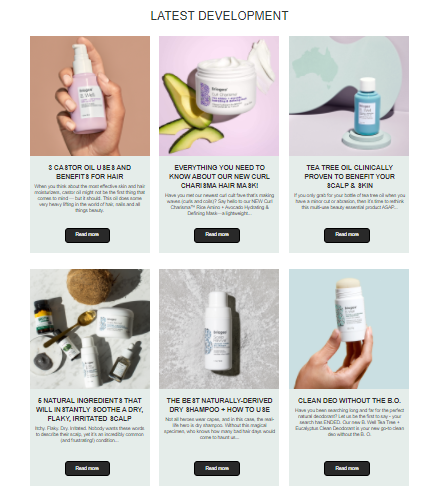 LATEST DEVELOPMENT
3 CASTOR OIL USES AND
BENEFITS FOR HAIR
When you think about the most effective skin and hair
moisturizers, castor oil might not be the first thing that
comes to mind — but it should. This oil does some
very heavy lifting in the world of hair, nails and all
things beauty.
Read more
EVERYTHING YOU NEED TO
KNOW ABOUT OUR NEW CURL
CHARISMA HAIR MASK!
Have you met our newest curl cult fave that's making
waves (curls and coils)? Say hello to our NEW Curl
Charisma™ Rice Amino + Avocado Hydrating &
Defining Mask – a lightweight...
Read more
TEA TREE OIL CLINICALLY
PROVEN TO BENEFIT YOUR
SCALP & SKIN
If you only grab for your bottle of tea tree oil when you
have a minor cut or abrasion, then it's time to rethink
this multi-use beauty essential product ASAP...
Read more
5 NATURAL INGREDIENTS THAT
WILL INSTANTLY SOOTHE A DRY,
FLAKY, IRRITATED SCALP
Itchy. Flaky. Dry. Irritated. Nobody wants these words
to describe their scalp, yet it's an incredibly common
(and frustrating!) condition...
Read more
THE BEST NATURALLY-DERIVED
DRY SHAMPOO + HOW TO USE
Not all heroes wear capes, and in this case, the real-
life hero is dry shampoo. Without this magical
specimen, who knows how many bad hair days would
come to haunt us...
Read more
CLEAN DEO WITHOUT THE B.O.
Have you been searching long and far for the perfect
natural deodorant? Let us be the first to say - your
search has ENDED. Our new B. Well Tea Tree +
Eucalyptus Clean Deodorant is your new go-to clean
deo without the B. O.
Read more